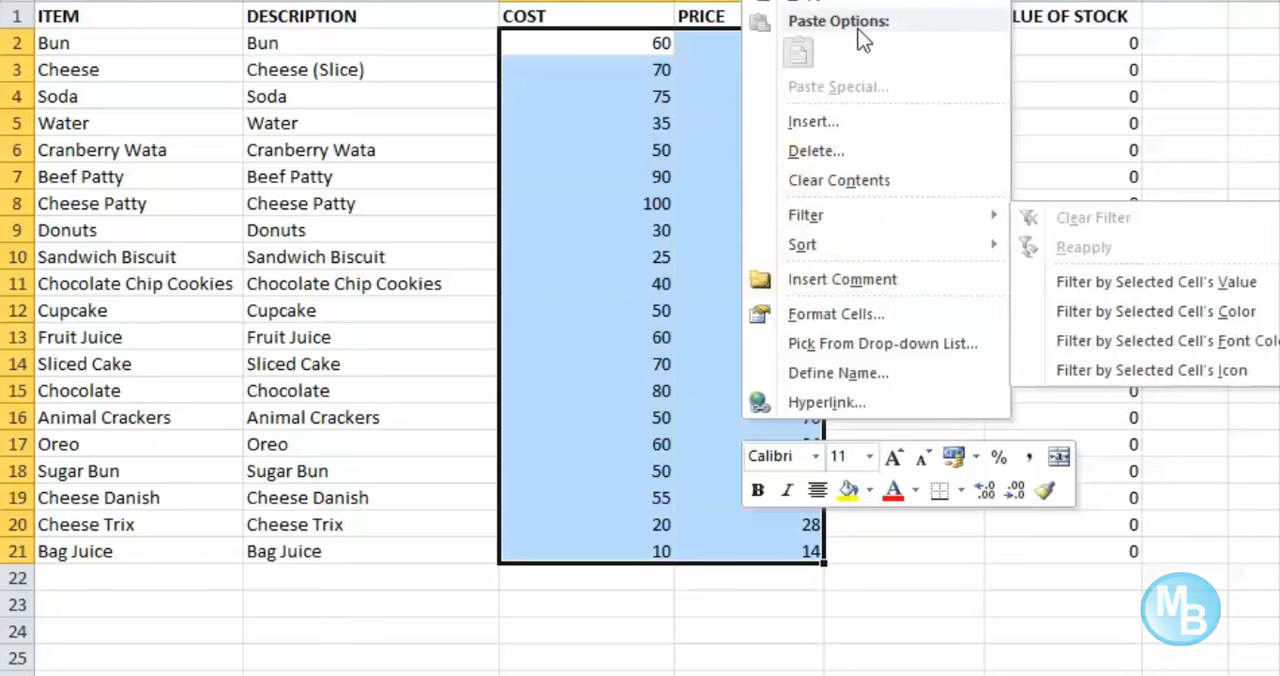 1 ITEM DESCRIPTION COST PRICE LUE OF STOCK
2 Bun Bun 60 0
3 Cheese Cheese (Slice) 70 0
4 Soda Soda 75 0
5 Water Water 35 0
6 Cranberry Wata Cranberry Wata 50 0
7 Beef Patty Beef Patty 90 0
8 Cheese Patty Cheese Patty 100
9 Donuts Donuts 30
10 Sandwich Biscuit Sandwich Biscuit 25
11 Chocolate Chip Cookies Chocolate Chip Cookies 40
12 Cupcake Cupcake 50
13 Fruit Juice Fruit Juice 60
14 Sliced Cake Sliced Cake 70
15 Chocolate Chocolate 80 0
16 Animal Crackers Animal Crackers 50 0
17 Oreo Oreo 60 0
18 Sugar Bun Sugar Bun 50 0
19 Cheese Danish Cheese Danish 55 0
20 Cheese Trix Cheese Trix 20 28 0
21 Bag Juice Bag Juice 10 14 0
22
23
24
25
Paste Options:
Paste Special...
Insert...
Delete...
Clear Contents
Filter
Sort
Insert Comment
Format Cells...
Pick From Drop-down List...
Define Name...
Hyperlink...
Clear Filter
Reapply
Filter by Selected Cell's Value
Filter by Selected Cell's Color
Filter by Selected Cell's Font Colo
Filter by Selected Cell's Icon
Calibri 11 A A % ,
B I A .00 .00
MB